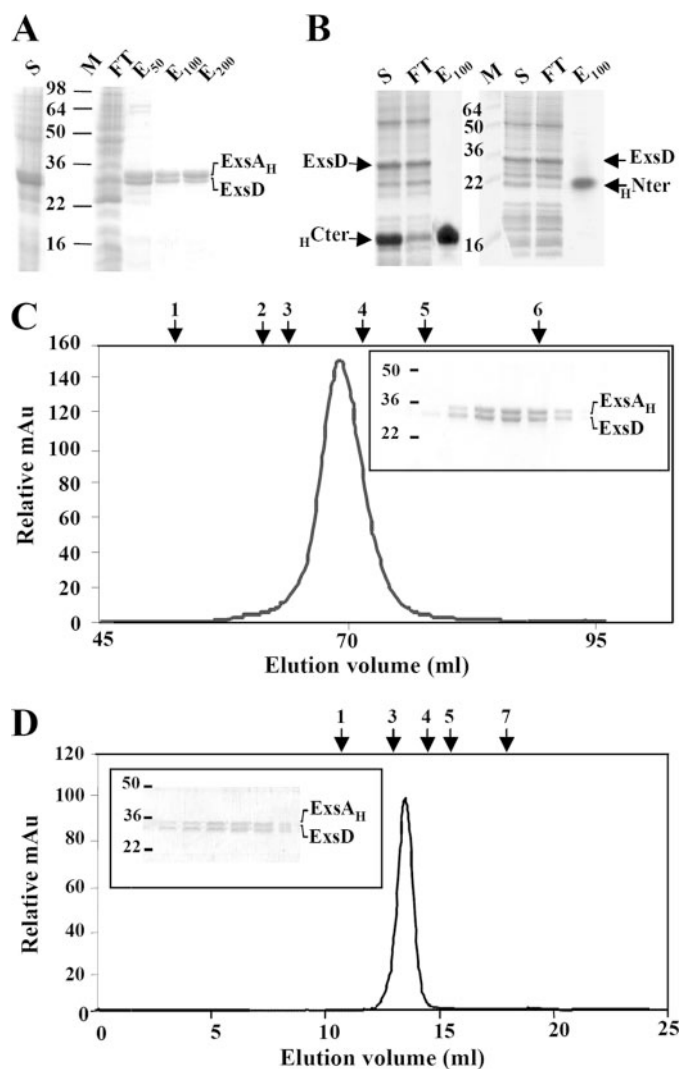 A
S M FT E50 E100 E200
98
64
50
36
22
16
ExsAH
ExsD
B
S FT E100 M S FT E100
64
50
36
22
16
ExsD
HCter
ExsD
HNter
C
1 2 3 4 5 6
160
140
120
100
80
60
40
20
0
Relative mAu
50
36
22
ExsAH
ExsD
45 70 95
Elution volume (ml)
D
1 3 4 5 7
120
100
80
60
40
20
0
Relative mAu
50
36
22
ExsAH
ExsD
0 5 10 15 20 25
Elution volume (ml)